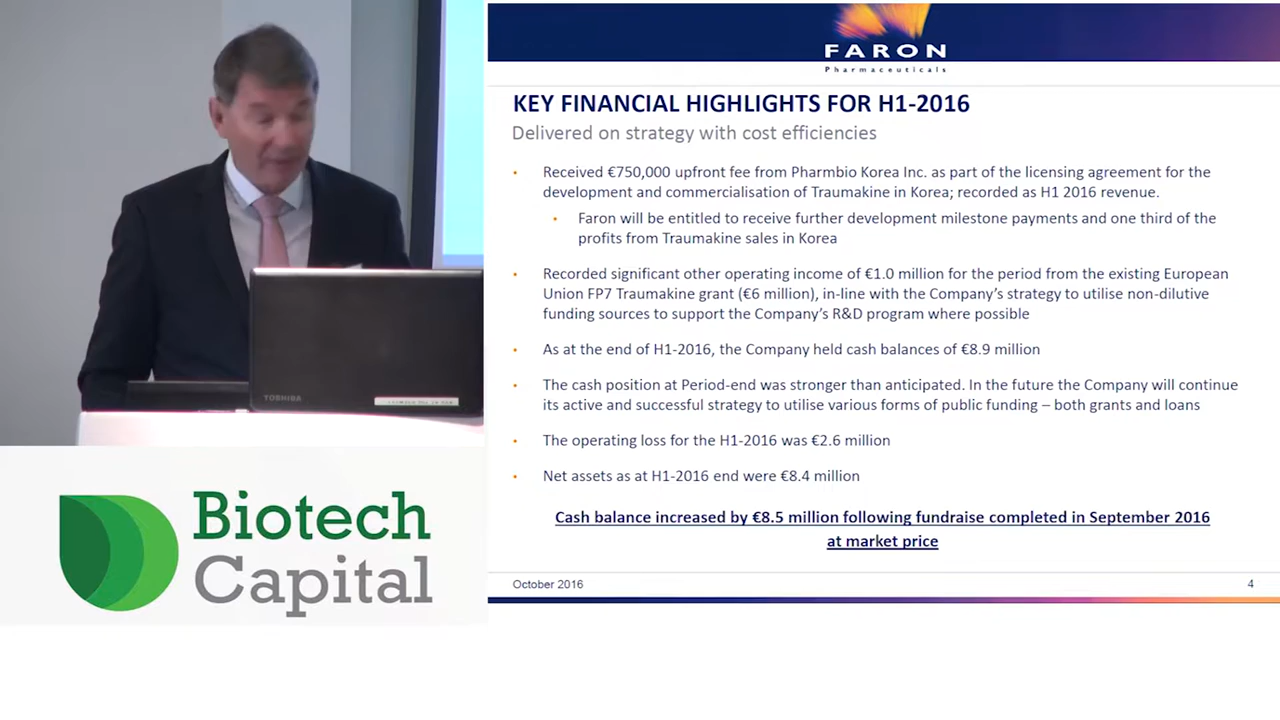 FARON
Pharmaceuticals
KEY FINANCIAL HIGHLIGHTS FOR H1-2016
Delivered on strategy with cost efficiencies
• Received €750,000 upfront fee from Pharmbio Korea Inc. as part of the licensing agreement for the
development and commercialisation of Traumakine in Korea; recorded as H1 2016 revenue.
• Faron will be entitled to receive further development milestone payments and one third of the
profits from Traumakine sales in Korea
• Recorded significant other operating income of €1.0 million for the period from the existing European
Union FP7 Traumakine grant (€6 million), in-line with the Company's strategy to utilise non-dilutive
funding sources to support the Company's R&D program where possible
• As at the end of H1-2016, the Company held cash balances of €8.9 million
• The cash position at Period-end was stronger than anticipated. In the future the Company will continue
its active and successful strategy to utilise various forms of public funding – both grants and loans
• The operating loss for the H1-2016 was €2.6 million
• Net assets as at H1-2016 end were €8.4 million
Cash balance increased by €8.5 million following fundraise completed in September 2016
at market price
October 2016
4
TOSHIBA
Biotech
Capital